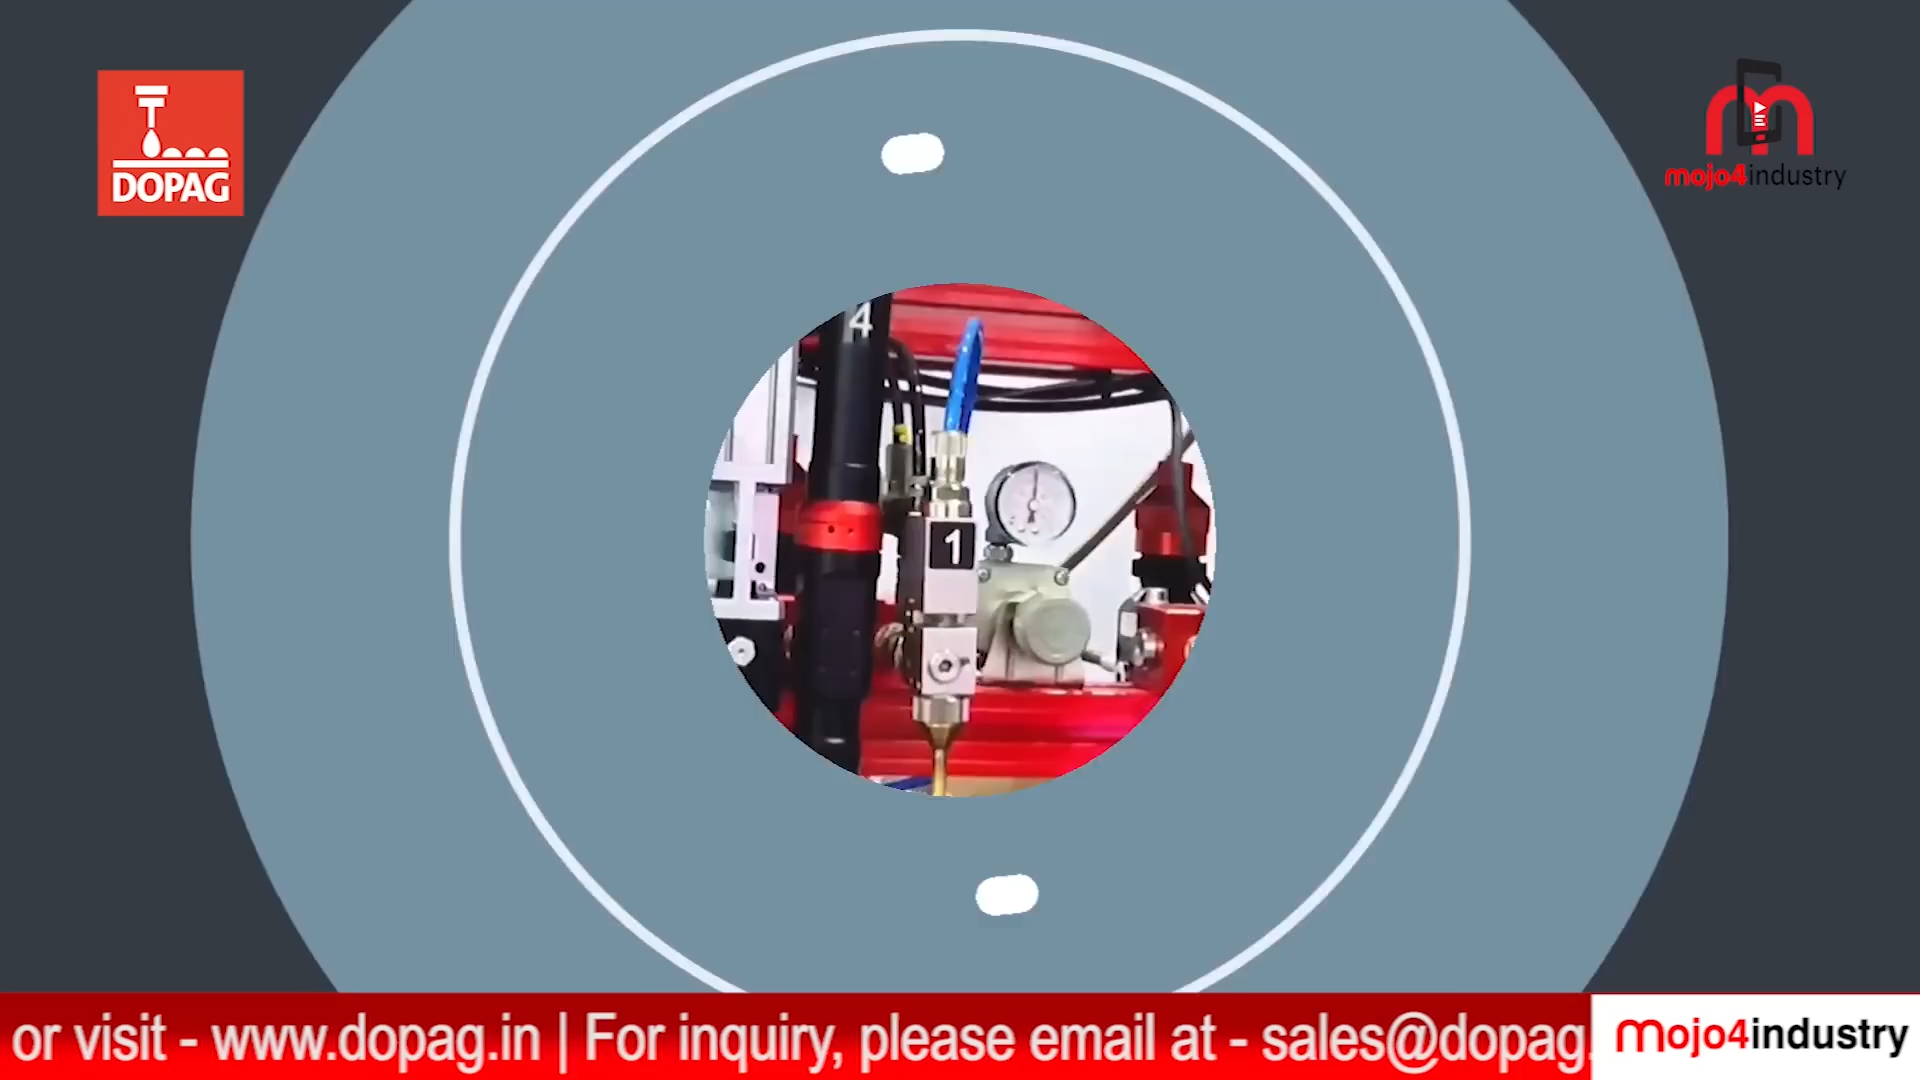 DOPAG
mojo4industry
4
1
or visit - www.dopag.in | For inquiry, please email at - sales@dopag.
mojo4industry